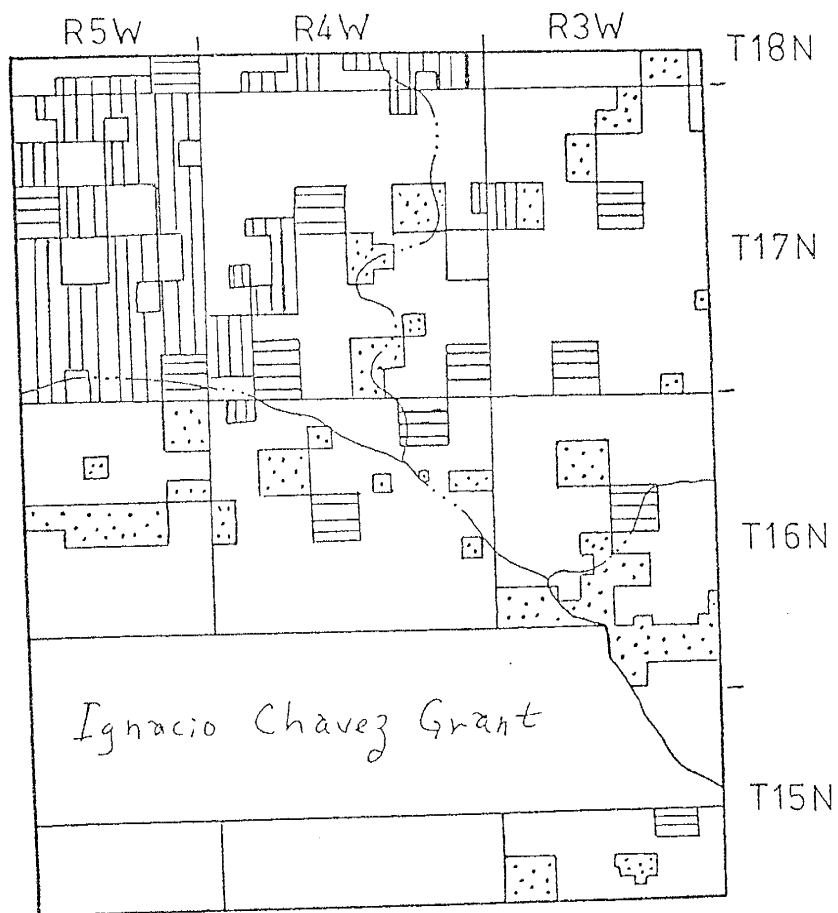 R5W R4W R3W
T18N
T17N
T16N
Ignacio Chavez Grant
T15N